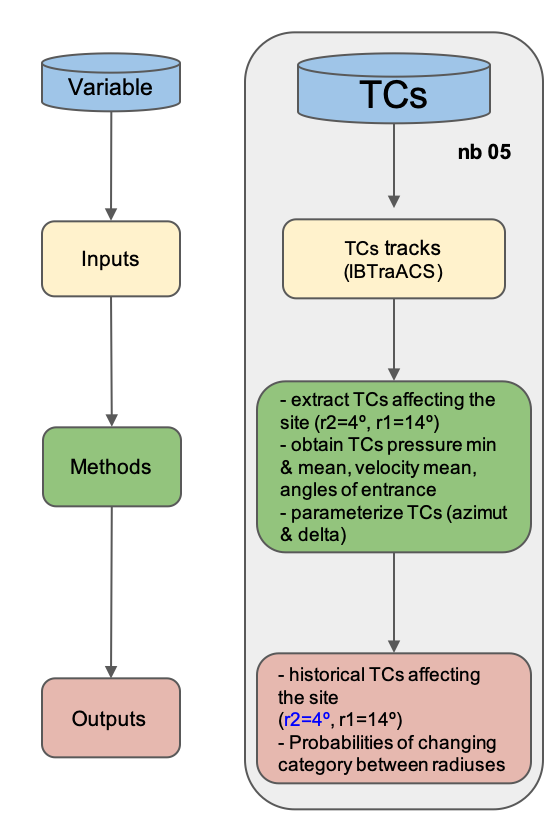 Variable
TCs
nb 05
Inputs
TCs tracks
(IBTraACS)
Methods
- extract TCs affecting the
site (r2=4º, r1=14º)
- obtain TCs pressure min
& mean, velocity mean,
angles of entrance
- parameterize TCs (azimut
& delta)
Outputs
- historical TCs affecting
the site
(r2=4º, r1=14º)
- Probabilities of changing
category between radiuses